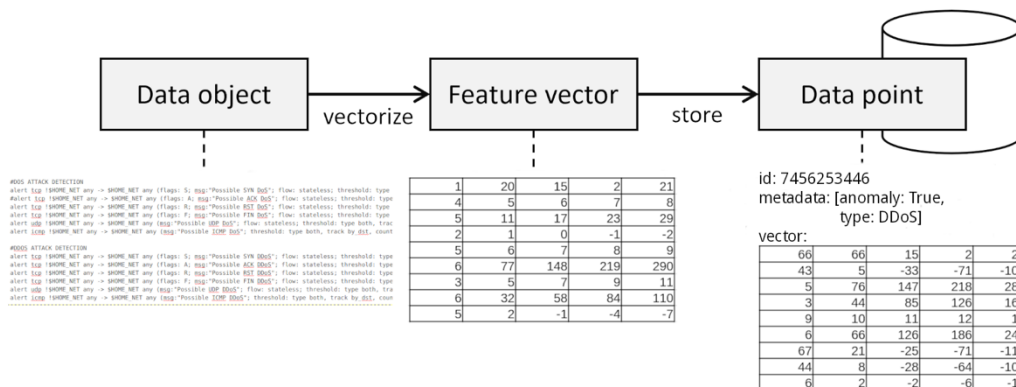 Data object
vectorize
Feature vector
store
Data point
#DOS ATTACK DETECTION
alert tcp !$HOME_NET any -> $HOME_NET any (flags: S; msg:"Possible SYN DoS"; flow: stateless; threshold: type
#alert tcp !$HOME_NET any -> $HOME_NET any (flags: A; msg:"Possible ACK DoS"; flow: stateless; threshold: type
alert tcp !$HOME_NET any -> $HOME_NET any (flags: R; msg:"Possible RST DoS"; flow: stateless; threshold: type
alert tcp !$HOME_NET any -> $HOME_NET any (flags: F; msg:"Possible FIN DoS"; flow: stateless; threshold: type
alert udp !$HOME_NET any -> $HOME_NET any (msg:"Possible UDP DoS"; flow: stateless; threshold: type both, trac
alert icmp !$HOME_NET any -> $HOME_NET any (msg:"Possible ICMP DoS"; threshold: type both, track by_dst, count
#DDOS ATTACK DETECTION
alert tcp !$HOME_NET any -> $HOME_NET any (flags: S; msg:"Possible SYN DDoS"; flow: stateless; threshold: type
alert tcp !$HOME_NET any -> $HOME_NET any (flags: A; msg:"Possible ACK DDoS"; flow: stateless; threshold: type
alert tcp !$HOME_NET any -> $HOME_NET any (flags: R; msg:"Possible RST DDoS"; flow: stateless; threshold: type
alert tcp !$HOME_NET any -> $HOME_NET any (flags: F; msg:"Possible FIN DDoS"; flow: stateless; threshold: type
alert udp !$HOME_NET any -> $HOME_NET any (msg:"Possible UDP DDoS"; flow: stateless; threshold: type both, tra
alert icmp !$HOME_NET any -> $HOME_NET any (msg:"Possible ICMP DDoS"; threshold: type both, track by_dst, coun
1 20 15 2 21
4 5 6 7 8
5 11 17 23 29
2 1 0 -1 -2
5 6 7 8 9
6 77 148 219 290
3 5 7 9 11
6 32 58 84 110
5 2 -1 -4 -7
id: 7456253446
metadata: [anomaly: True,
type: DDoS]
vector:
66 66 15 2 2
43 5 -33 -71 -10
5 76 147 218 28
3 44 85 126 16
9 10 11 12 1
6 66 126 186 24
67 21 -25 -71 -11
44 8 -28 -64 -10
6 2 -2 -6 -1